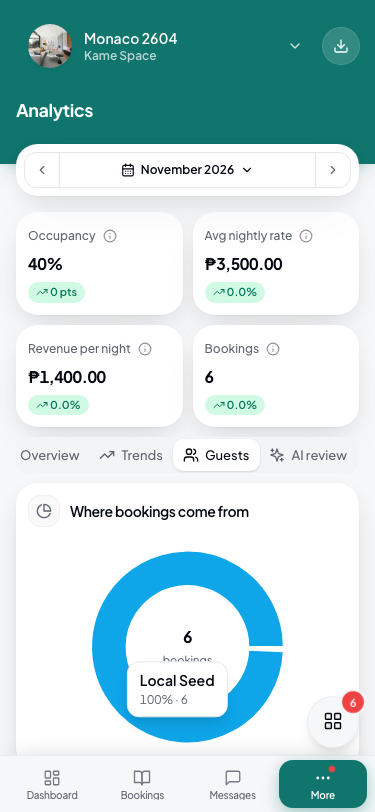 Monaco 2604
Kame Space
Analytics
November 2026
Occupancy
Avg nightly rate
40%
₱3,500.00
0 pts
0.0%
Revenue per night
Bookings
₱1,400.00
6
0.0%
0.0%
Overview
Trends
Guests
AI review
Where bookings come from
6
bookings
Local Seed
100% · 6
6
Dashboard
Bookings
Messages
More